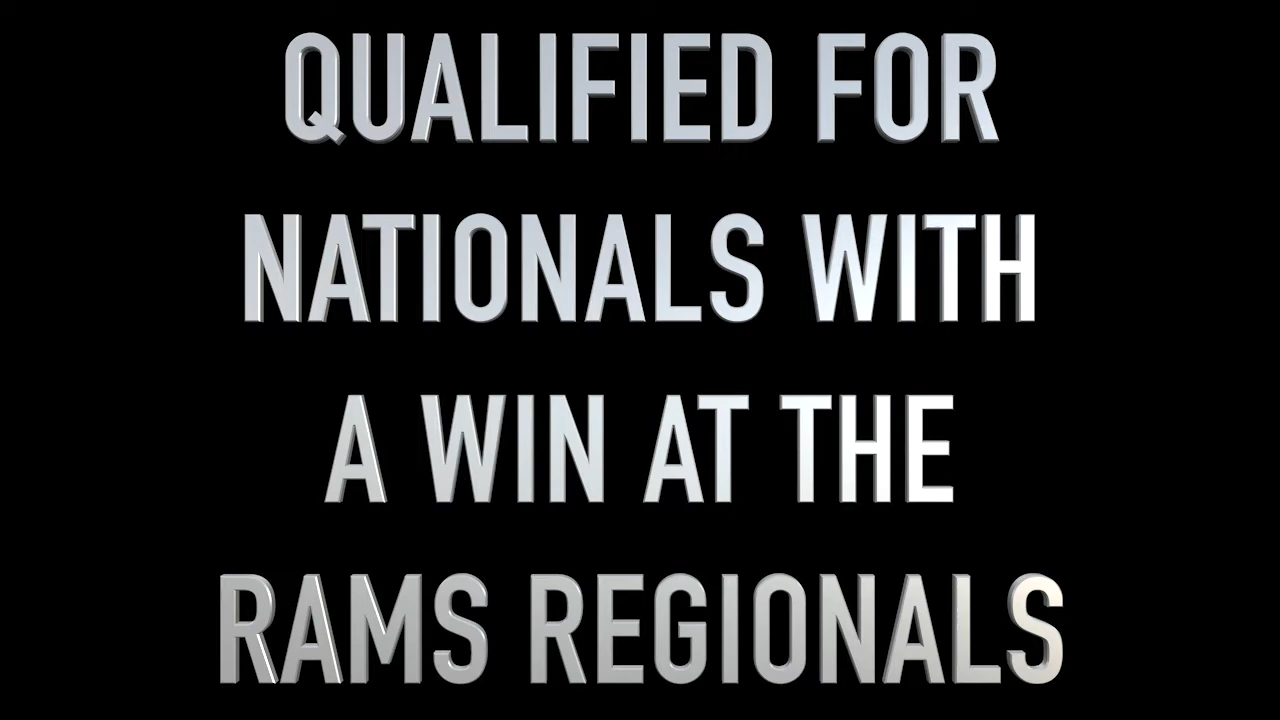 QUALIFIED FOR
NATIONALS WITH
A WIN AT THE
RAMS REGIONALS